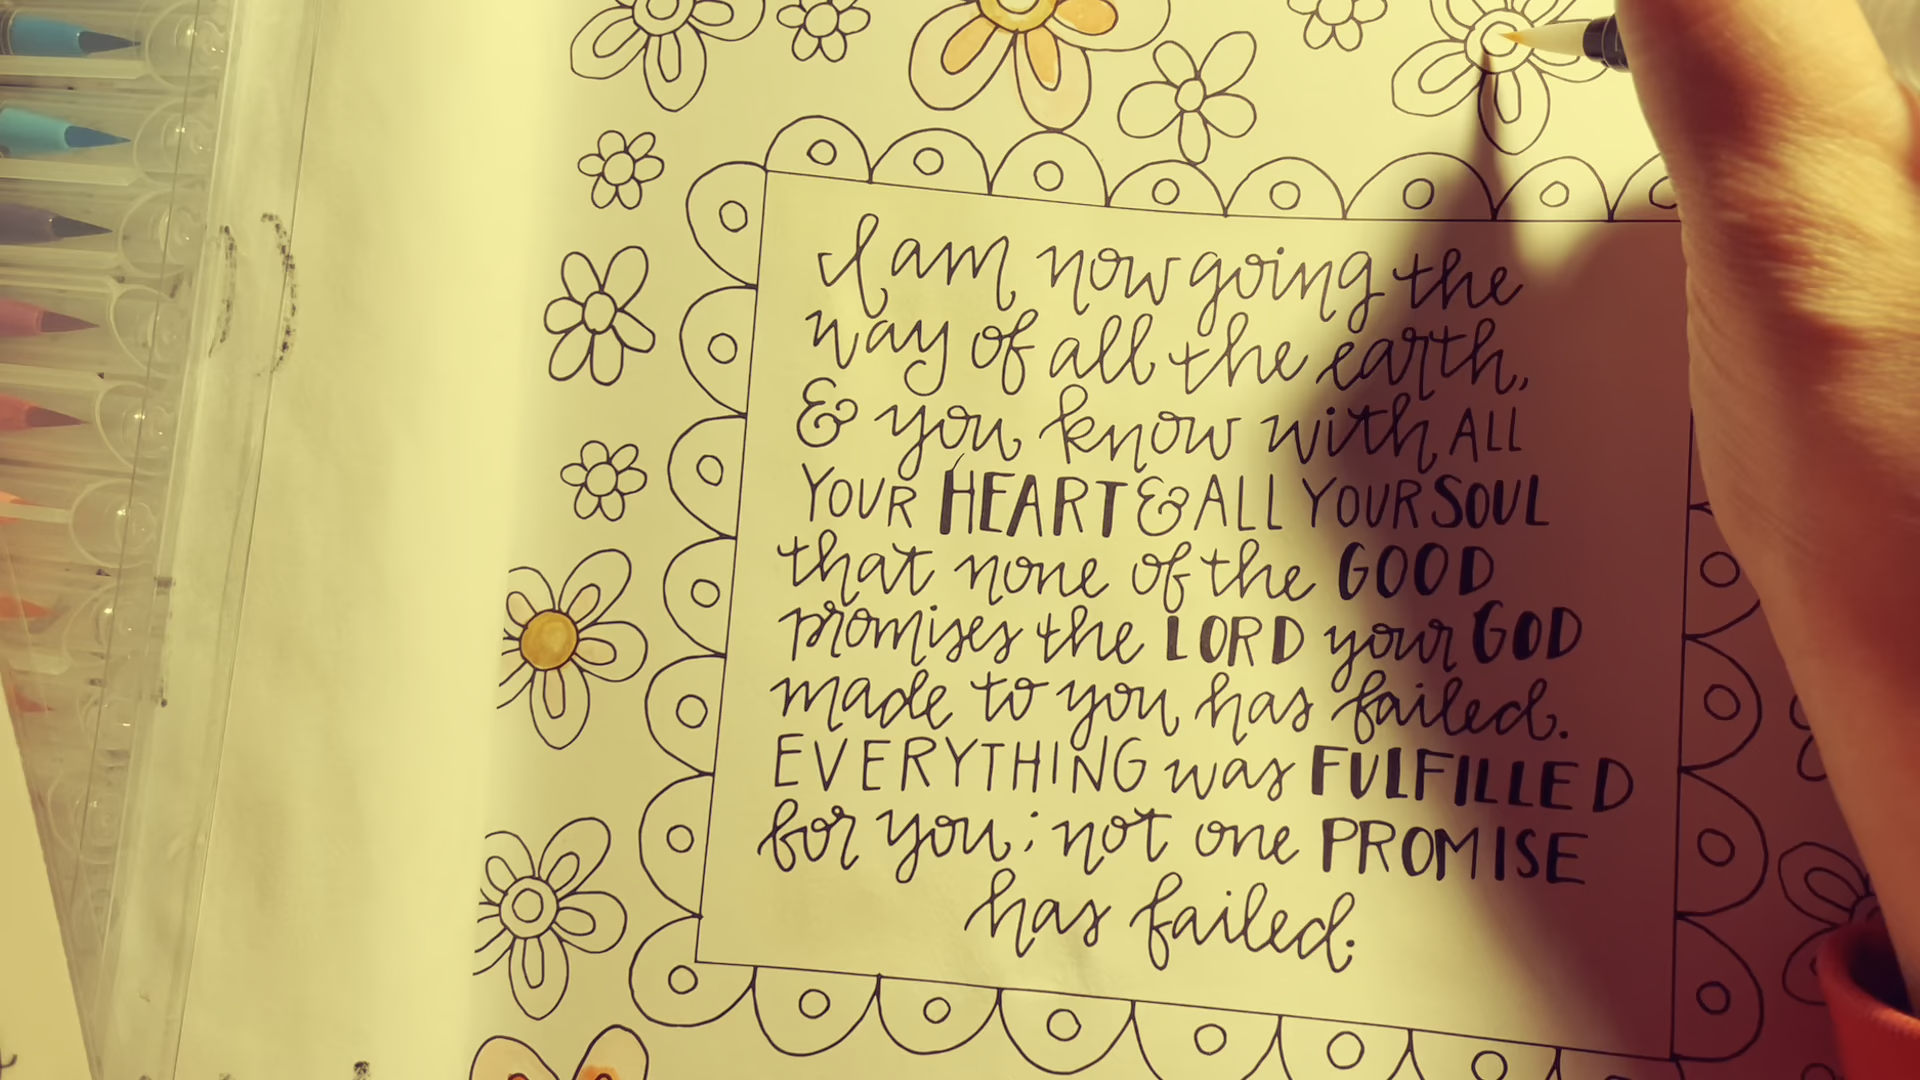 I am now going the
way of all the earth,
& you know with ALL
YOUR HEART & ALL YOUR SOUL
that none of the GOOD
promises the LORD your GOD
made to you has failed.
EVERYTHING was FULFILLED
for you; not one PROMISE
has failed.